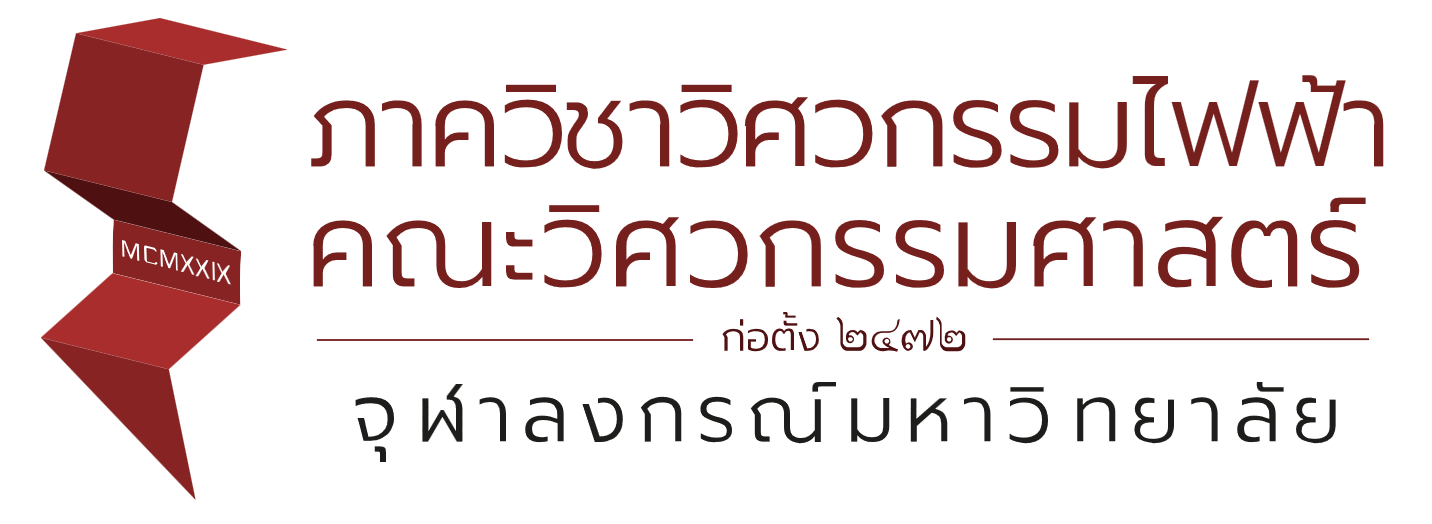 MCMXXIX
ภาควิชาวิศวกรรมไฟฟ้า
คณะวิศวกรรมศาสตร์
ก่อตั้ง ๒๔๗๒
จุฬาลงกรณ์มหาวิทยาลัย